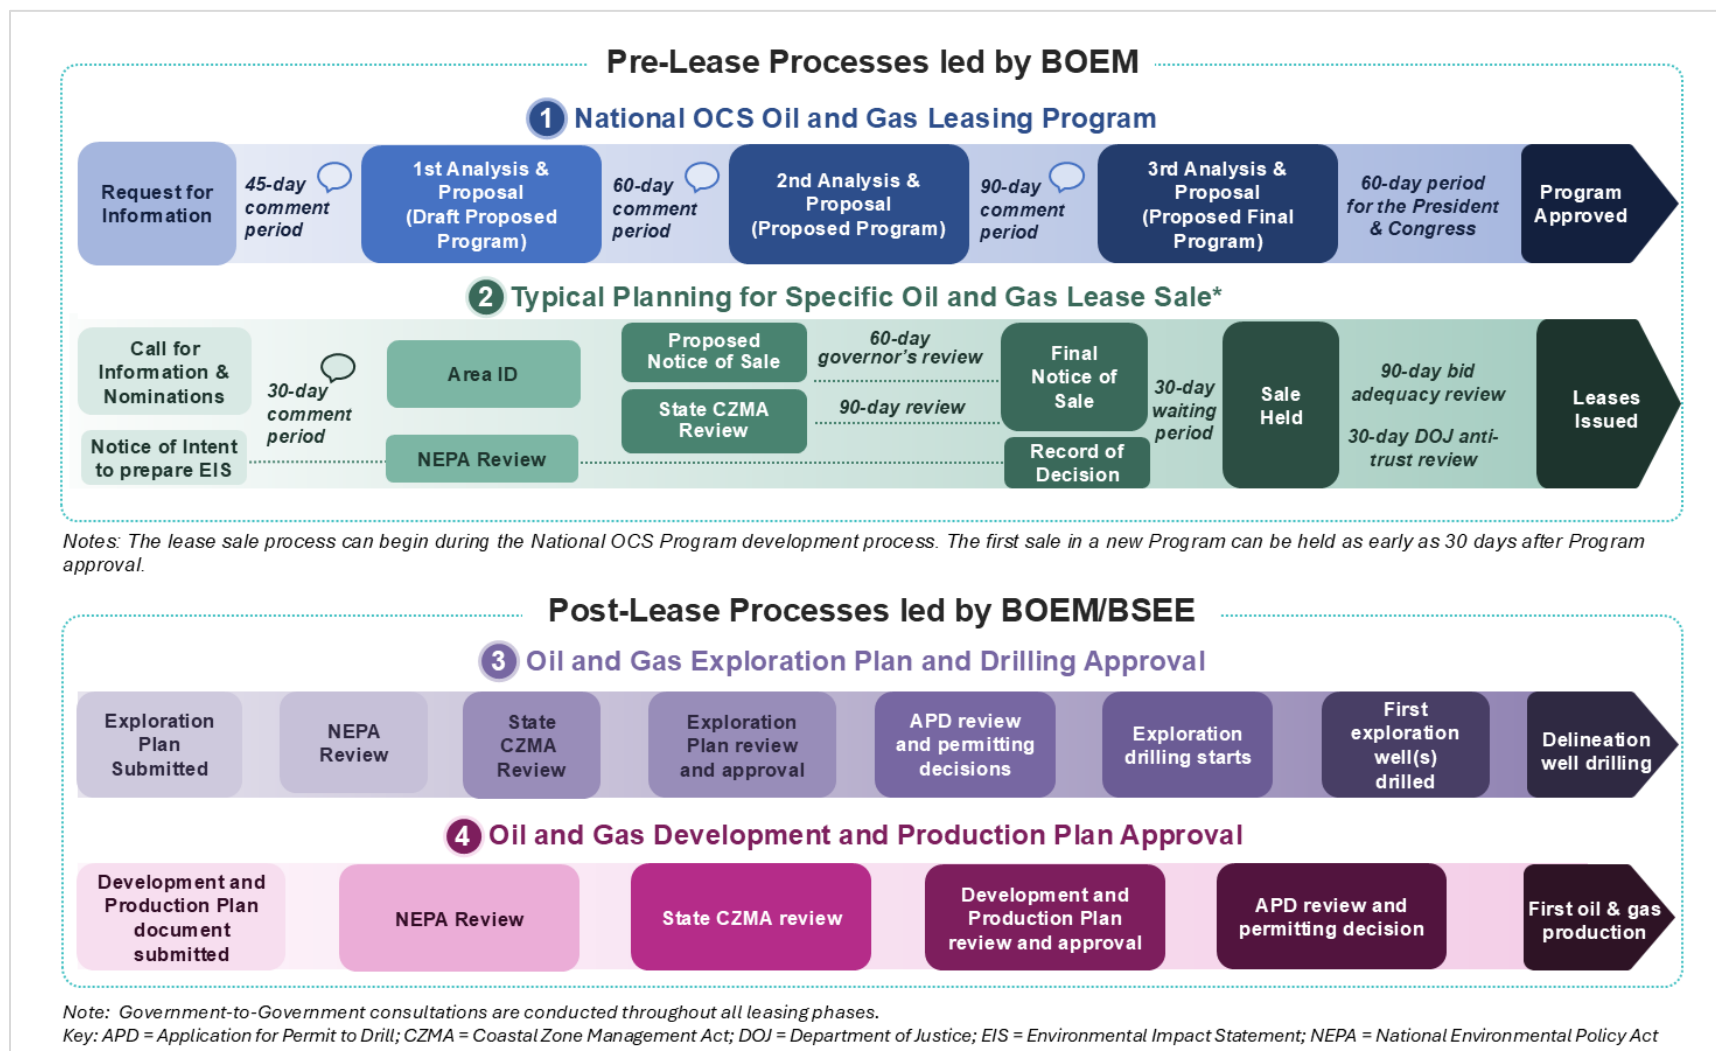 Pre-Lease Processes led by BOEM
1 National OCS Oil and Gas Leasing Program
Request for
Information
45-day
comment
period
1st Analysis &
Proposal
(Draft Proposed
Program)
60-day
comment
period
2nd Analysis &
Proposal
(Proposed Program)
90-day
comment
period
3rd Analysis &
Proposal
(Proposed Final
Program)
60-day period
for the President
& Congress
Program
Approved
2 Typical Planning for Specific Oil and Gas Lease Sale*
Call for
Information &
Nominations
Notice of Intent
to prepare EIS
30-day
comment
period
Area ID
NEPA Review
Proposed
Notice of Sale
State CZMA
Review
60-day
governor's review
90-day review
Final
Notice of
Sale
Record of
Decision
30-day
waiting
period
Sale
Held
90-day bid
adequacy review
30-day DOJ anti-
trust review
Leases
Issued
Notes: The lease sale process can begin during the National OCS Program development process. The first sale in a new Program can be held as early as 30 days after Program
approval.
Post-Lease Processes led by BOEM/BSEE
3 Oil and Gas Exploration Plan and Drilling Approval
Exploration
Plan
Submitted
NEPA
Review
State
CZMA
Review
Exploration
Plan review
and approval
APD review
and permitting
decisions
Exploration
drilling starts
First
exploration
well(s)
drilled
Delineation
well drilling
4 Oil and Gas Development and Production Plan Approval
Development and
Production Plan
document
submitted
NEPA Review
State CZMA review
Development and
Production Plan
review and approval
APD review and
permitting decision
First oil & gas
production
Note: Government-to-Government consultations are conducted throughout all leasing phases.
Key: APD = Application for Permit to Drill; CZMA = Coastal Zone Management Act; DOJ = Department of Justice; EIS = Environmental Impact Statement; NEPA = National Environmental Policy Act